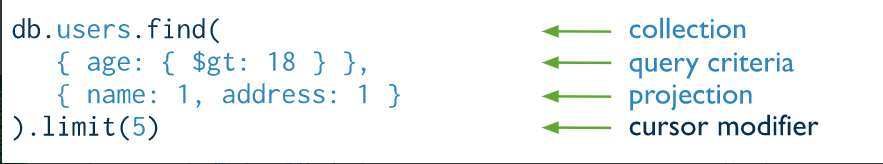 db.users.find( collection
{ age: { $gt: 18 } }, query criteria
{ name: 1, address: 1 } projection
).limit(5) cursor modifier